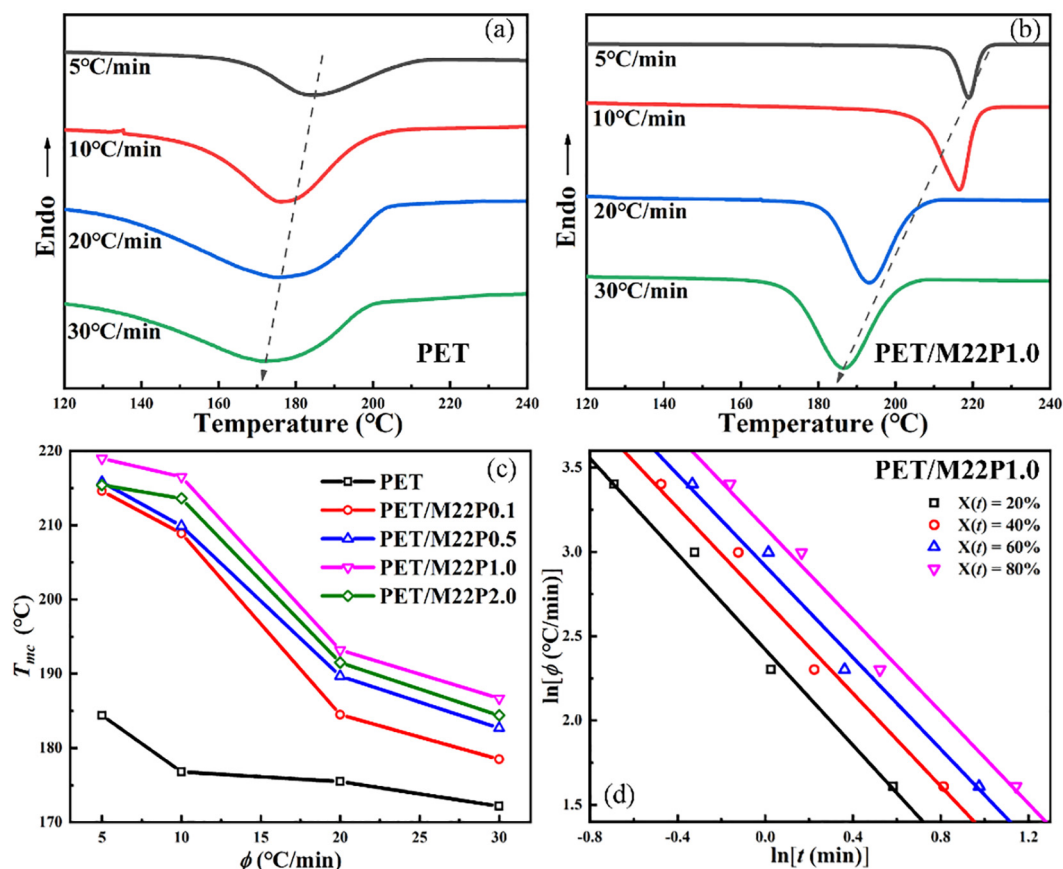 (a)
5°C/min
10°C/min
20°C/min
30°C/min
PET
Endo
120 140 160 180 200 220 240
Temperature (°C)
(b)
5°C/min
10°C/min
20°C/min
30°C/min
PET/M22P1.0
Endo
120 140 160 180 200 220 240
Temperature (°C)
(c)
220
210
200
190
180
170
Tmc (°C)
PET
PET/M22P0.1
PET/M22P0.5
PET/M22P1.0
PET/M22P2.0
5 10 15 20 25 30
ϕ (°C/min)
PET/M22P1.0
X(t) = 20%
X(t) = 40%
X(t) = 60%
X(t) = 80%
3.5
3.0
2.5
2.0
1.5
ln[ϕ (°C/min)]
(d)
-0.8 -0.4 0.0 0.4 0.8 1.2
ln[t (min)]